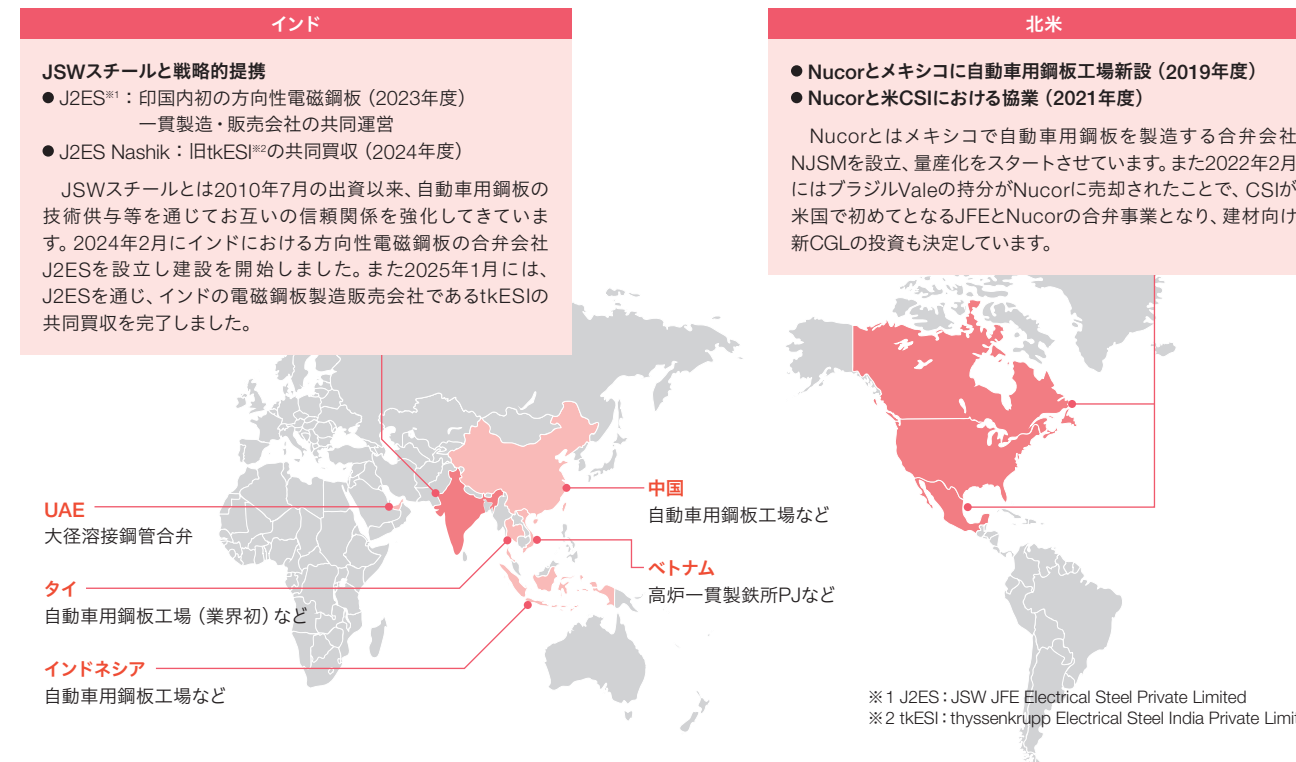 インド
JSWスチールと戦略的提携
● J2ES※1：印国内初の方向性電磁鋼板（2023年度）
一貫製造・販売会社の共同運営
● J2ES Nashik：旧tkESI※2の共同買収（2024年度）
JSWスチールとは2010年7月の出資以来、自動車用鋼板の
技術供与等を通じてお互いの信頼関係を強化してきていま
す。2024年2月にインドにおける方向性電磁鋼板の合弁会社
J2ESを設立し建設を開始しました。また2025年1月には、
J2ESを通じ、インドの電磁鋼板製造販売会社であるtkESIの
共同買収を完了しました。
北米
● Nucorとメキシコに自動車用鋼板工場新設（2019年度）
● Nucorと米CSIにおける協業（2021年度）
Nucorとはメキシコで自動車用鋼板を製造する合弁会社
NJSMを設立、量産化をスタートさせています。また2022年2月
にはブラジルValeの持分がNucorに売却されたことで、CSIが
米国で初めてとなるJFEとNucorの合弁事業となり、建材向け
新CGLの投資も決定しています。
UAE
大径溶接鋼管合弁
タイ
自動車用鋼板工場（業界初）など
インドネシア
自動車用鋼板工場など
中国
自動車用鋼板工場など
ベトナム
高炉一貫製鉄所PJなど
※1 J2ES：JSW JFE Electrical Steel Private Limited
※2 tkESI：thyssenkrupp Electrical Steel India Private